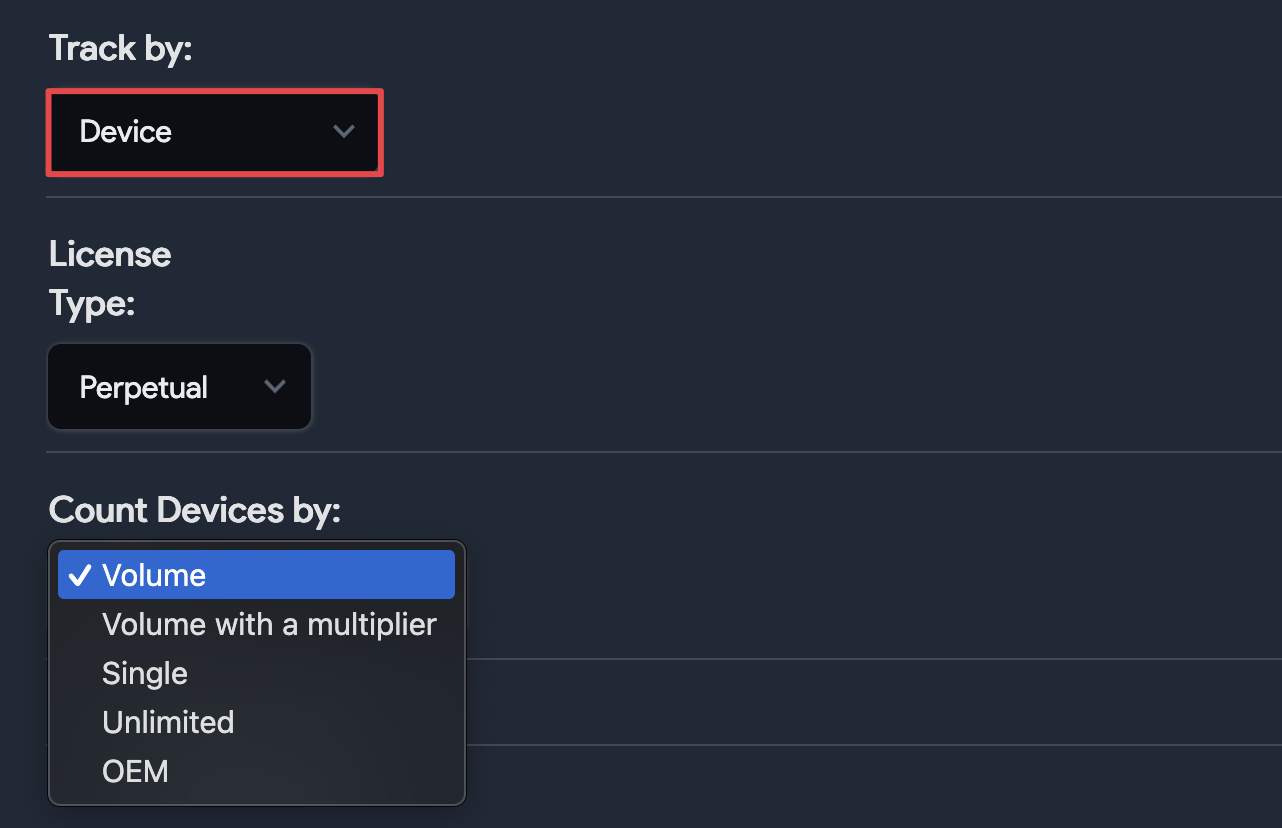 Track by:
Device
License
Type:
Perpetual
Count Devices by:
Volume
Volume with a multiplier
Single
Unlimited
OEM